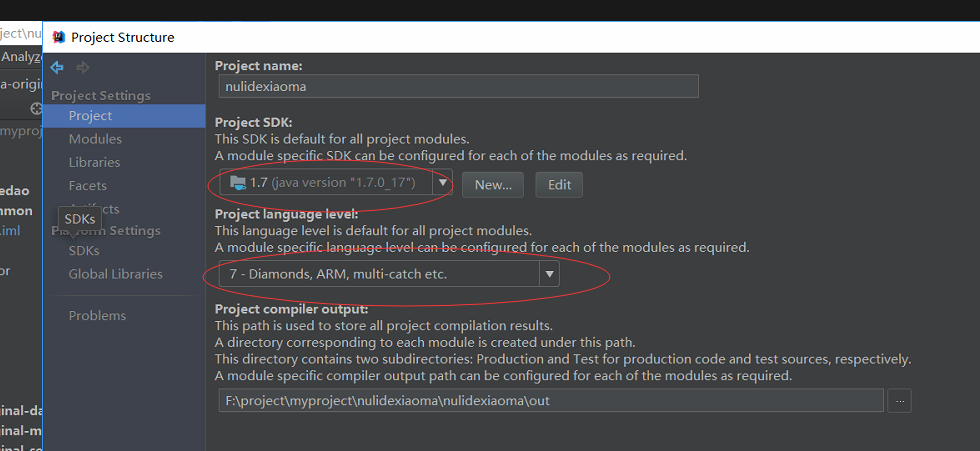 ject\nu
Project Structure
Analyze
a-origin
myproj
edao
mmon
.iml
or
inal-da
ginal-m
Project Settings
Project
Modules
Libraries
Facets
Artifacts
SDKs
Platform Settings
SDKs
Global Libraries
Problems
Project name:
nulidexiaoma
Project SDK:
This SDK is default for all project modules.
A module specific SDK can be configured for each of the modules as required.
1.7 (java version "1.7.0_17")
New...
Edit
Project language level:
This language level is default for all project modules.
A module specific language level can be configured for each of the modules as required.
7 - Diamonds, ARM, multi-catch etc.
Project compiler output:
This path is used to store all project compilation results.
A directory corresponding to each module is created under this path.
This directory contains two subdirectories: Production and Test for production code and test sources, respectively.
A module specific compiler output path can be configured for each of the modules as required.
F:\project\myproject\nulidexiaoma\nulidexiaoma\out
...